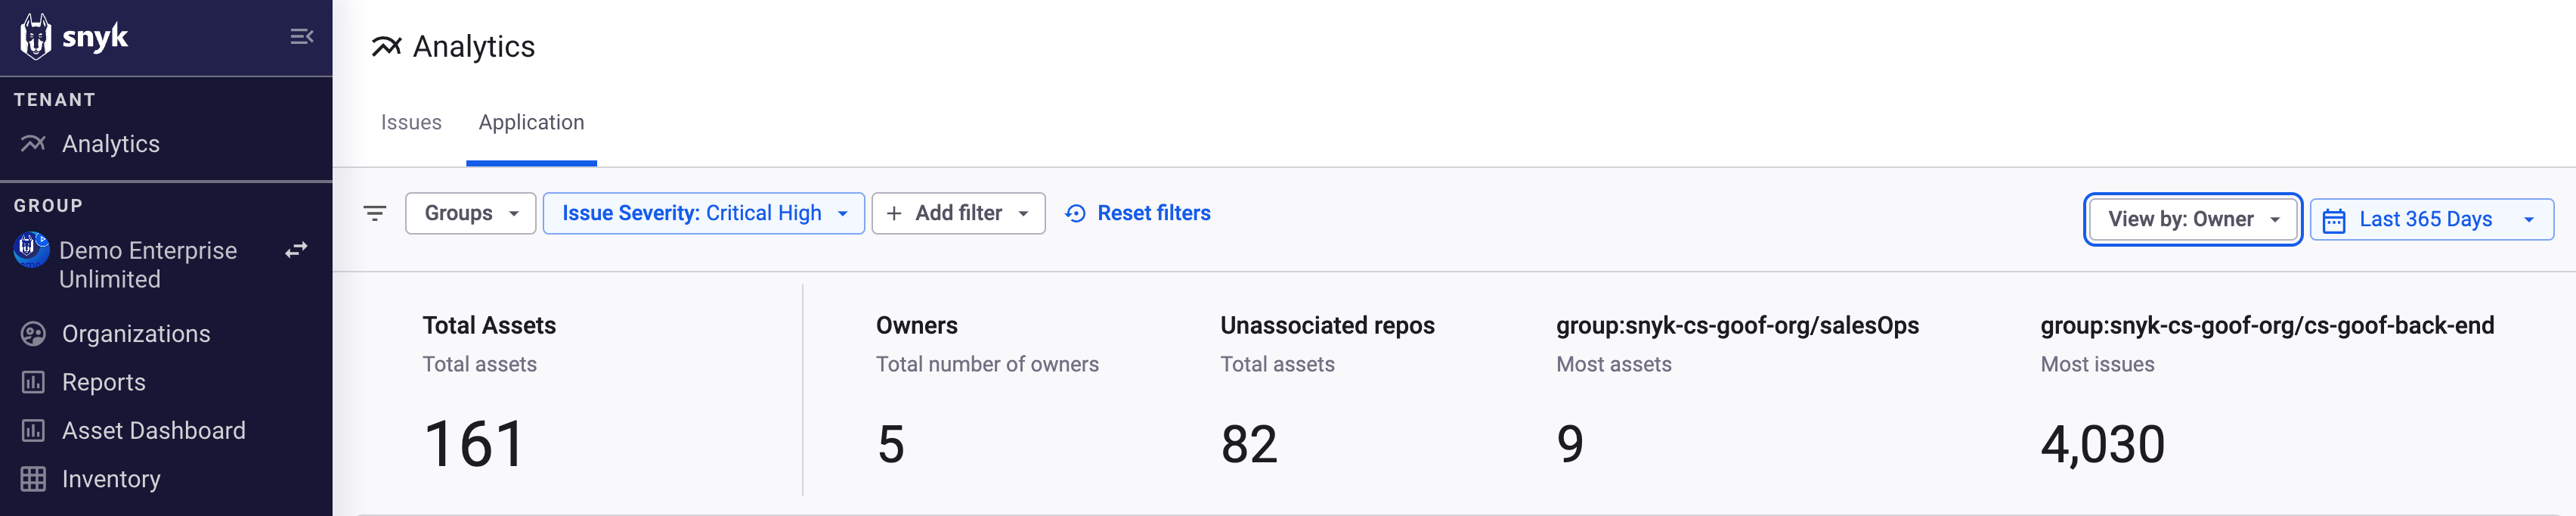 snyk
TENANT
Analytics
GROUP
Demo Enterprise
Unlimited
Organizations
Reports
Asset Dashboard
Inventory
Analytics
Issues Application
Groups Issue Severity: Critical High + Add filter Reset filters View by: Owner Last 365 Days
Total Assets
Total assets
161
Owners
Total number of owners
5
Unassociated repos
Total assets
82
group:snyk-cs-goof-org/salesOps
Most assets
9
group:snyk-cs-goof-org/cs-goof-back-end
Most issues
4,030